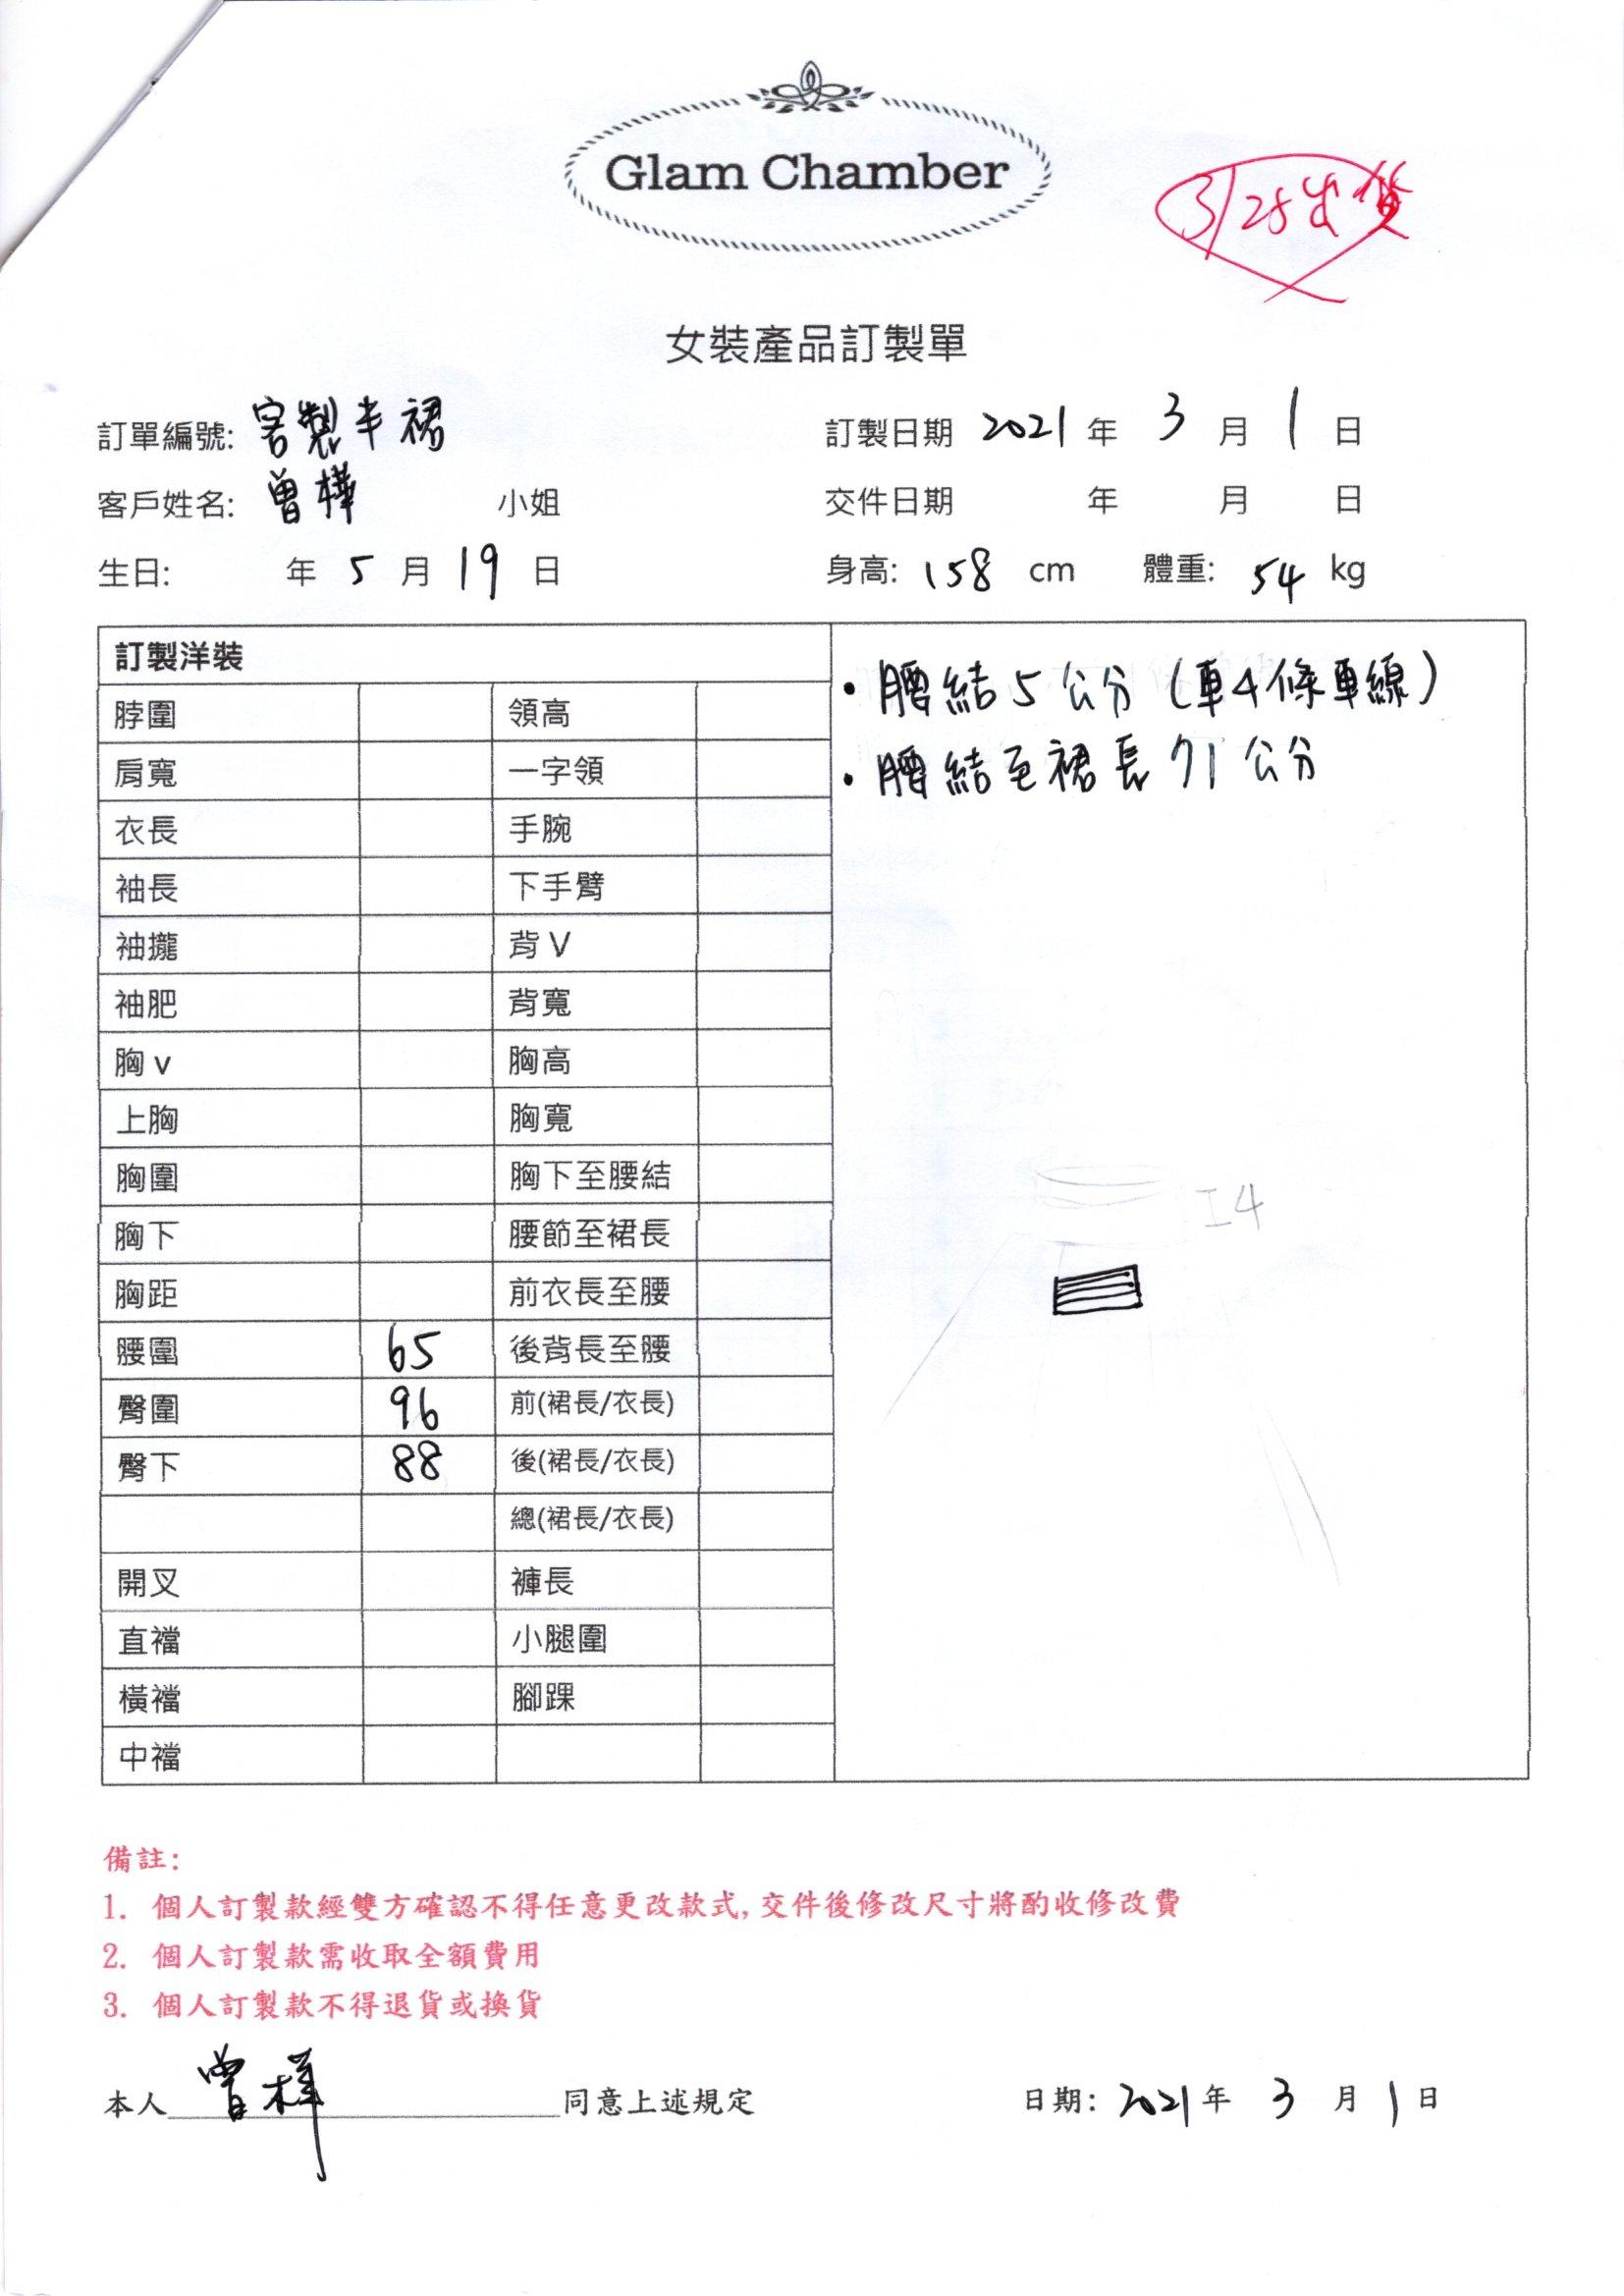 Glam Chamber
3/25出貨
女裝產品訂製單
訂單編號: 客製半裙 訂製日期 2021 年 3 月 1 日
客戶姓名: 曾樺 小姐 交件日期 年 月 日
生日: 年 5 月 19 日 身高: 158 cm 體重: 54 kg
訂製洋裝
脖圍 領高
肩寬 一字領
衣長 手腕
袖長 下手臂
袖攏 背 V
袖肥 背寬
胸 v 胸高
上胸 胸寬
胸圍 胸下至腰結
胸下 腰節至裙長
胸距 前衣長至腰
腰圍 65 後背長至腰
臀圍 96 前(裙長/衣長)
臀下 88 後(裙長/衣長)
總(裙長/衣長)
開叉 褲長
直襠 小腿圍
橫襠 腳踝
中襠
• 腰結5公分 (車4條車線)
• 腰結至裙長71公分
備註:
1. 個人訂製款經雙方確認不得任意更改款式, 交件後修改尺寸將酌收修改費
2. 個人訂製款需收取全額費用
3. 個人訂製款不得退貨或換貨
本人 曾樺 同意上述規定 日期: 2021 年 3 月 1 日